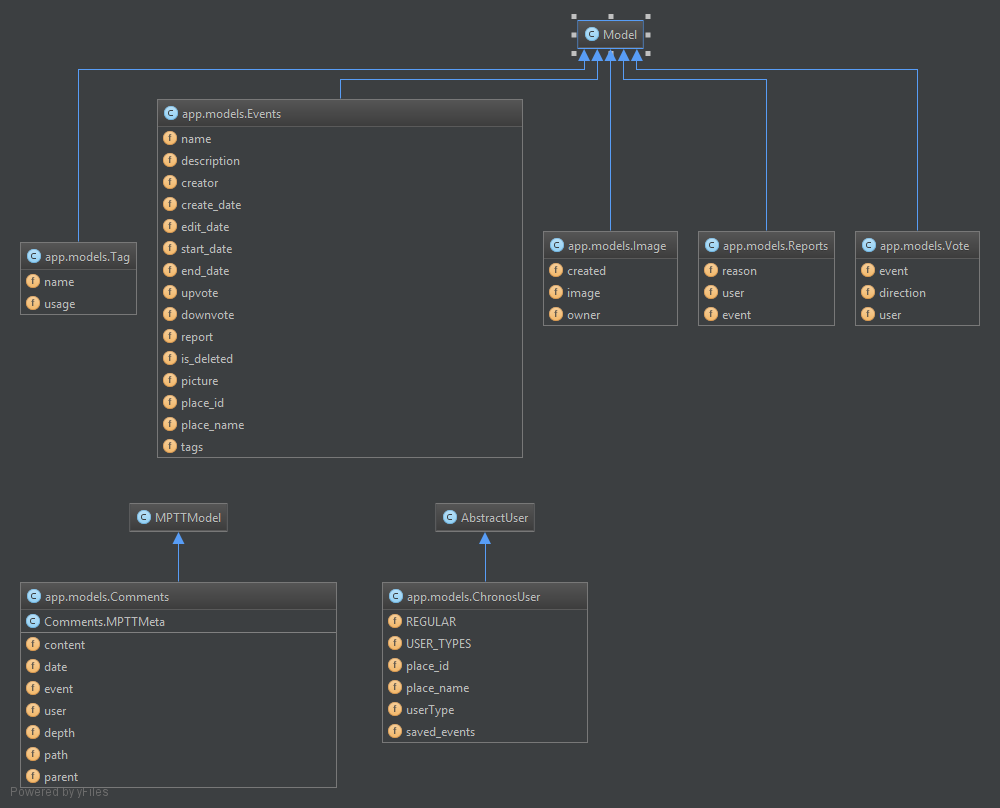 Model
app.models.Events
name
description
creator
create_date
edit_date
start_date
end_date
upvote
downvote
report
is_deleted
picture
place_id
place_name
tags
app.models.Tag
name
usage
app.models.Image
created
image
owner
app.models.Reports
reason
user
event
app.models.Vote
event
direction
user
MPTTModel
app.models.Comments
Comments.MPTTMeta
content
date
event
user
depth
path
parent
AbstractUser
app.models.ChronosUser
REGULAR
USER_TYPES
place_id
place_name
userType
saved_events
Powered by yFiles